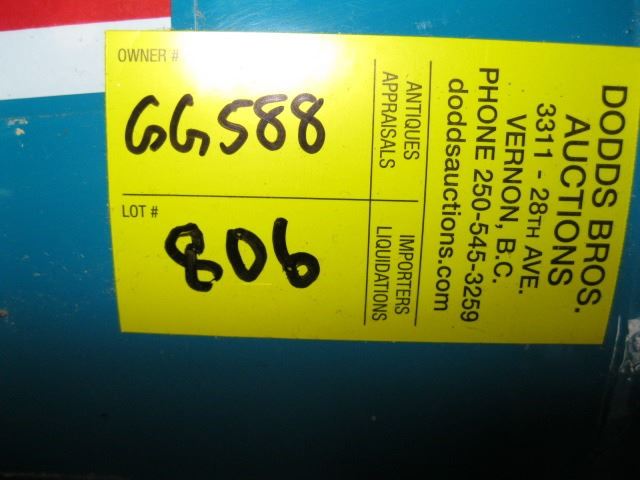 OWNER #
GG588
LOT #
806
ANTIQUES
APPRAISALS
IMPORTERS
LIQUIDATIONS
DODDS BROS.
AUCTIONS
3311 - 28TH AVE.
VERNON, B.C.
PHONE 250-545-3259
doddsauctions.com